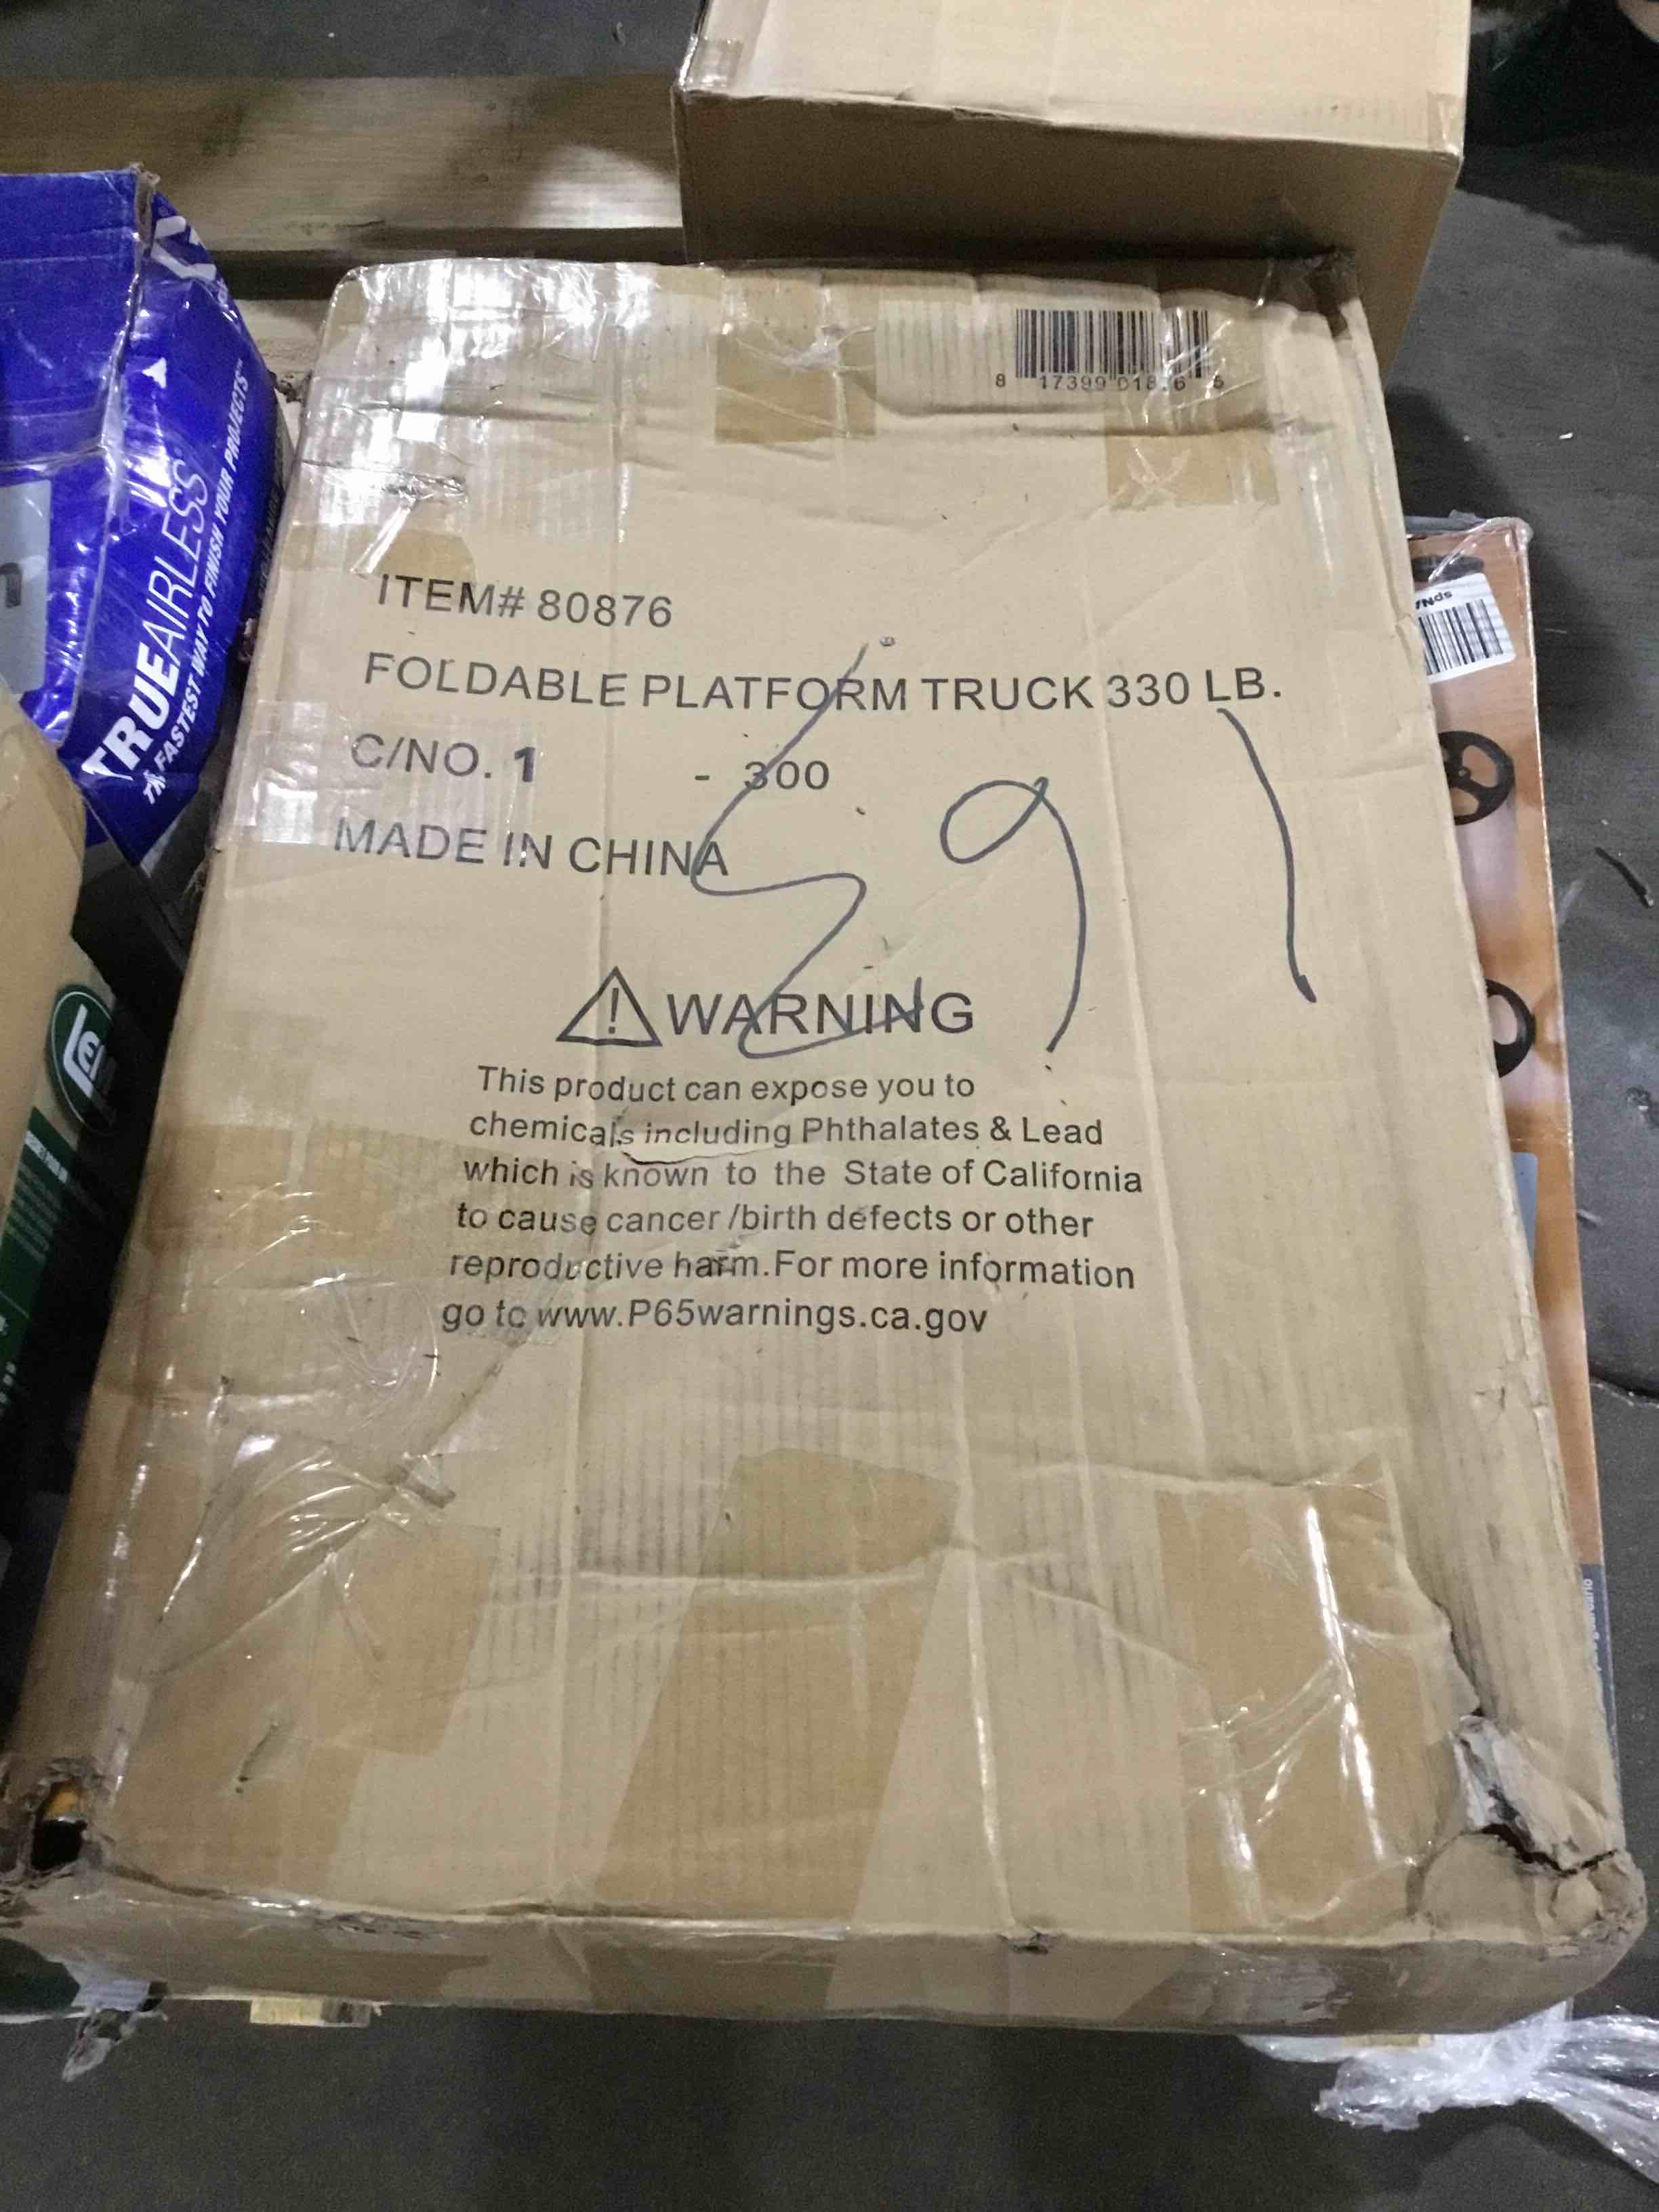 ITEM# 80876
FOLDABLE PLATFORM TRUCK 330 LB.
C/NO. 1 - 300
MADE IN CHINA
WARNING
This product can expose you to
chemicals including Phthalates & Lead
which is known to the State of California
to cause cancer /birth defects or other
reproductive harm.For more information
go to www.P65warnings.ca.gov
TRUEAIRLESS
FASTEST WAY TO FINISH YOUR PROJECTS